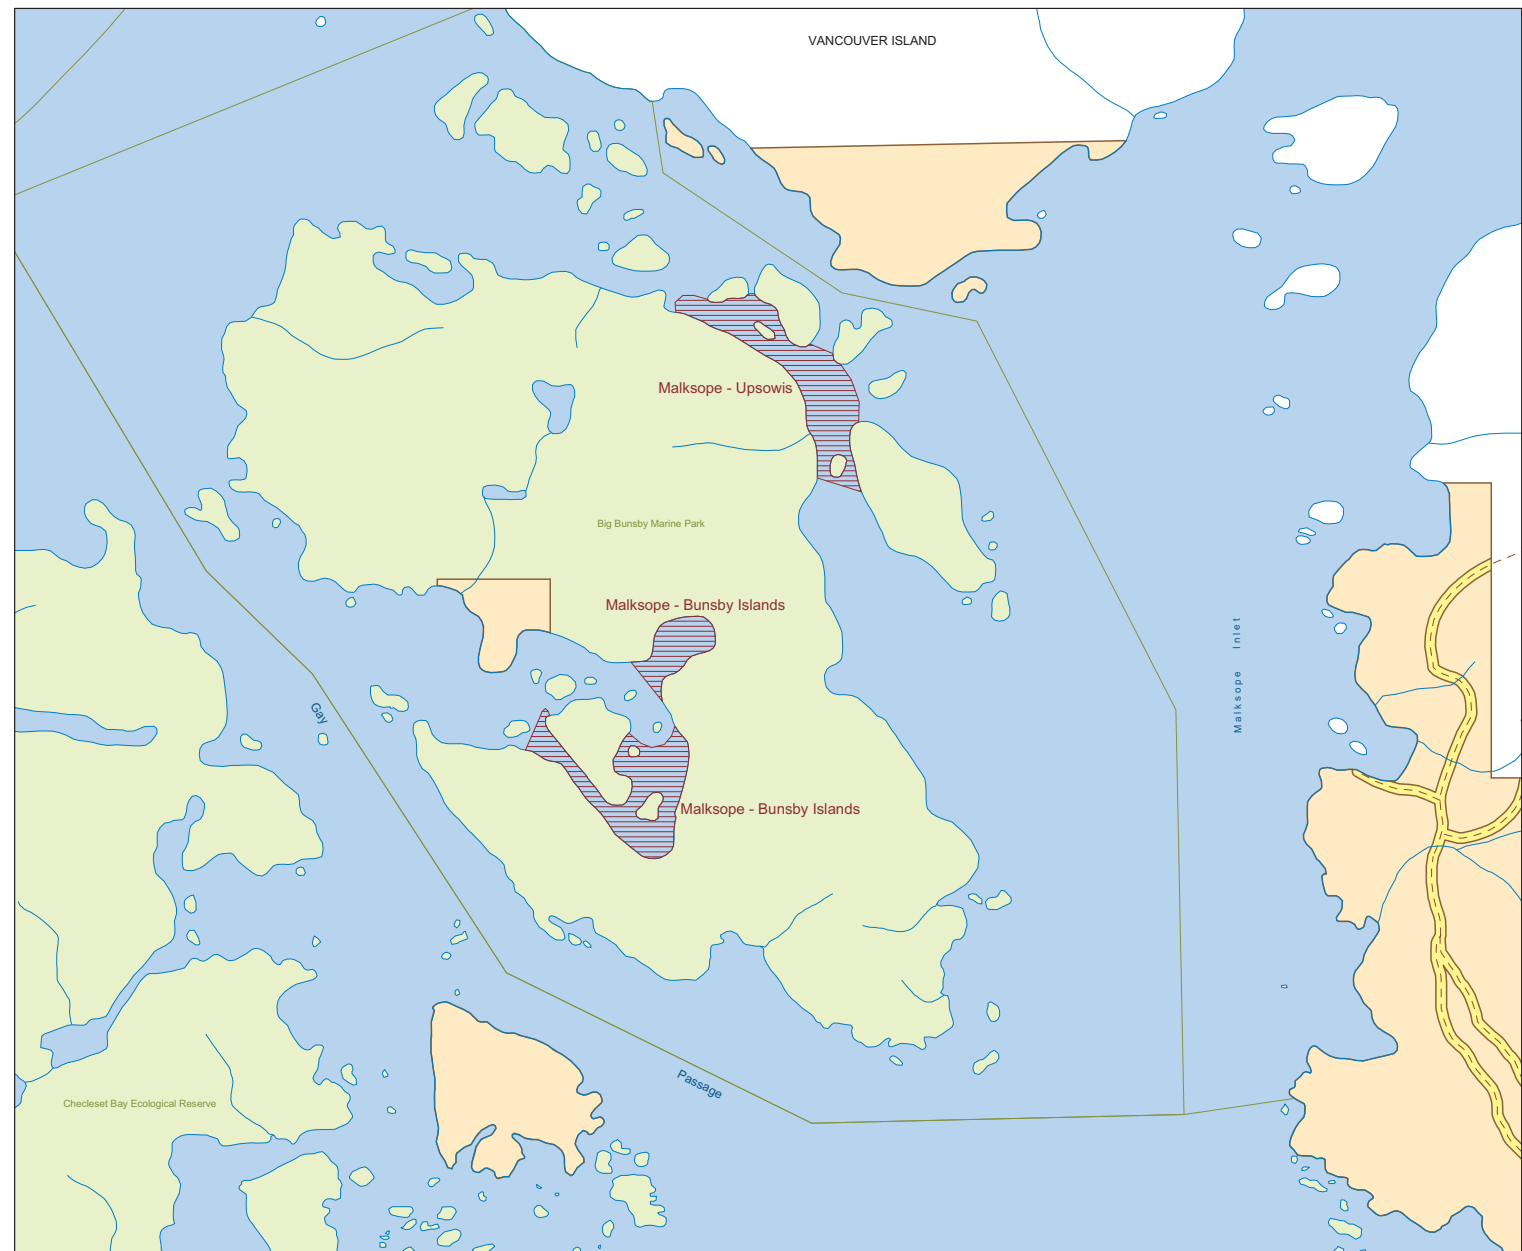 VANCOUVER ISLAND
Malksope - Upsowis
Big Bunsby Marine Park
Malksope - Bunsby Islands
Malksope Inlet
Gay
Malksope - Bunsby Islands
Passage
Checleset Bay Ecological Reserve